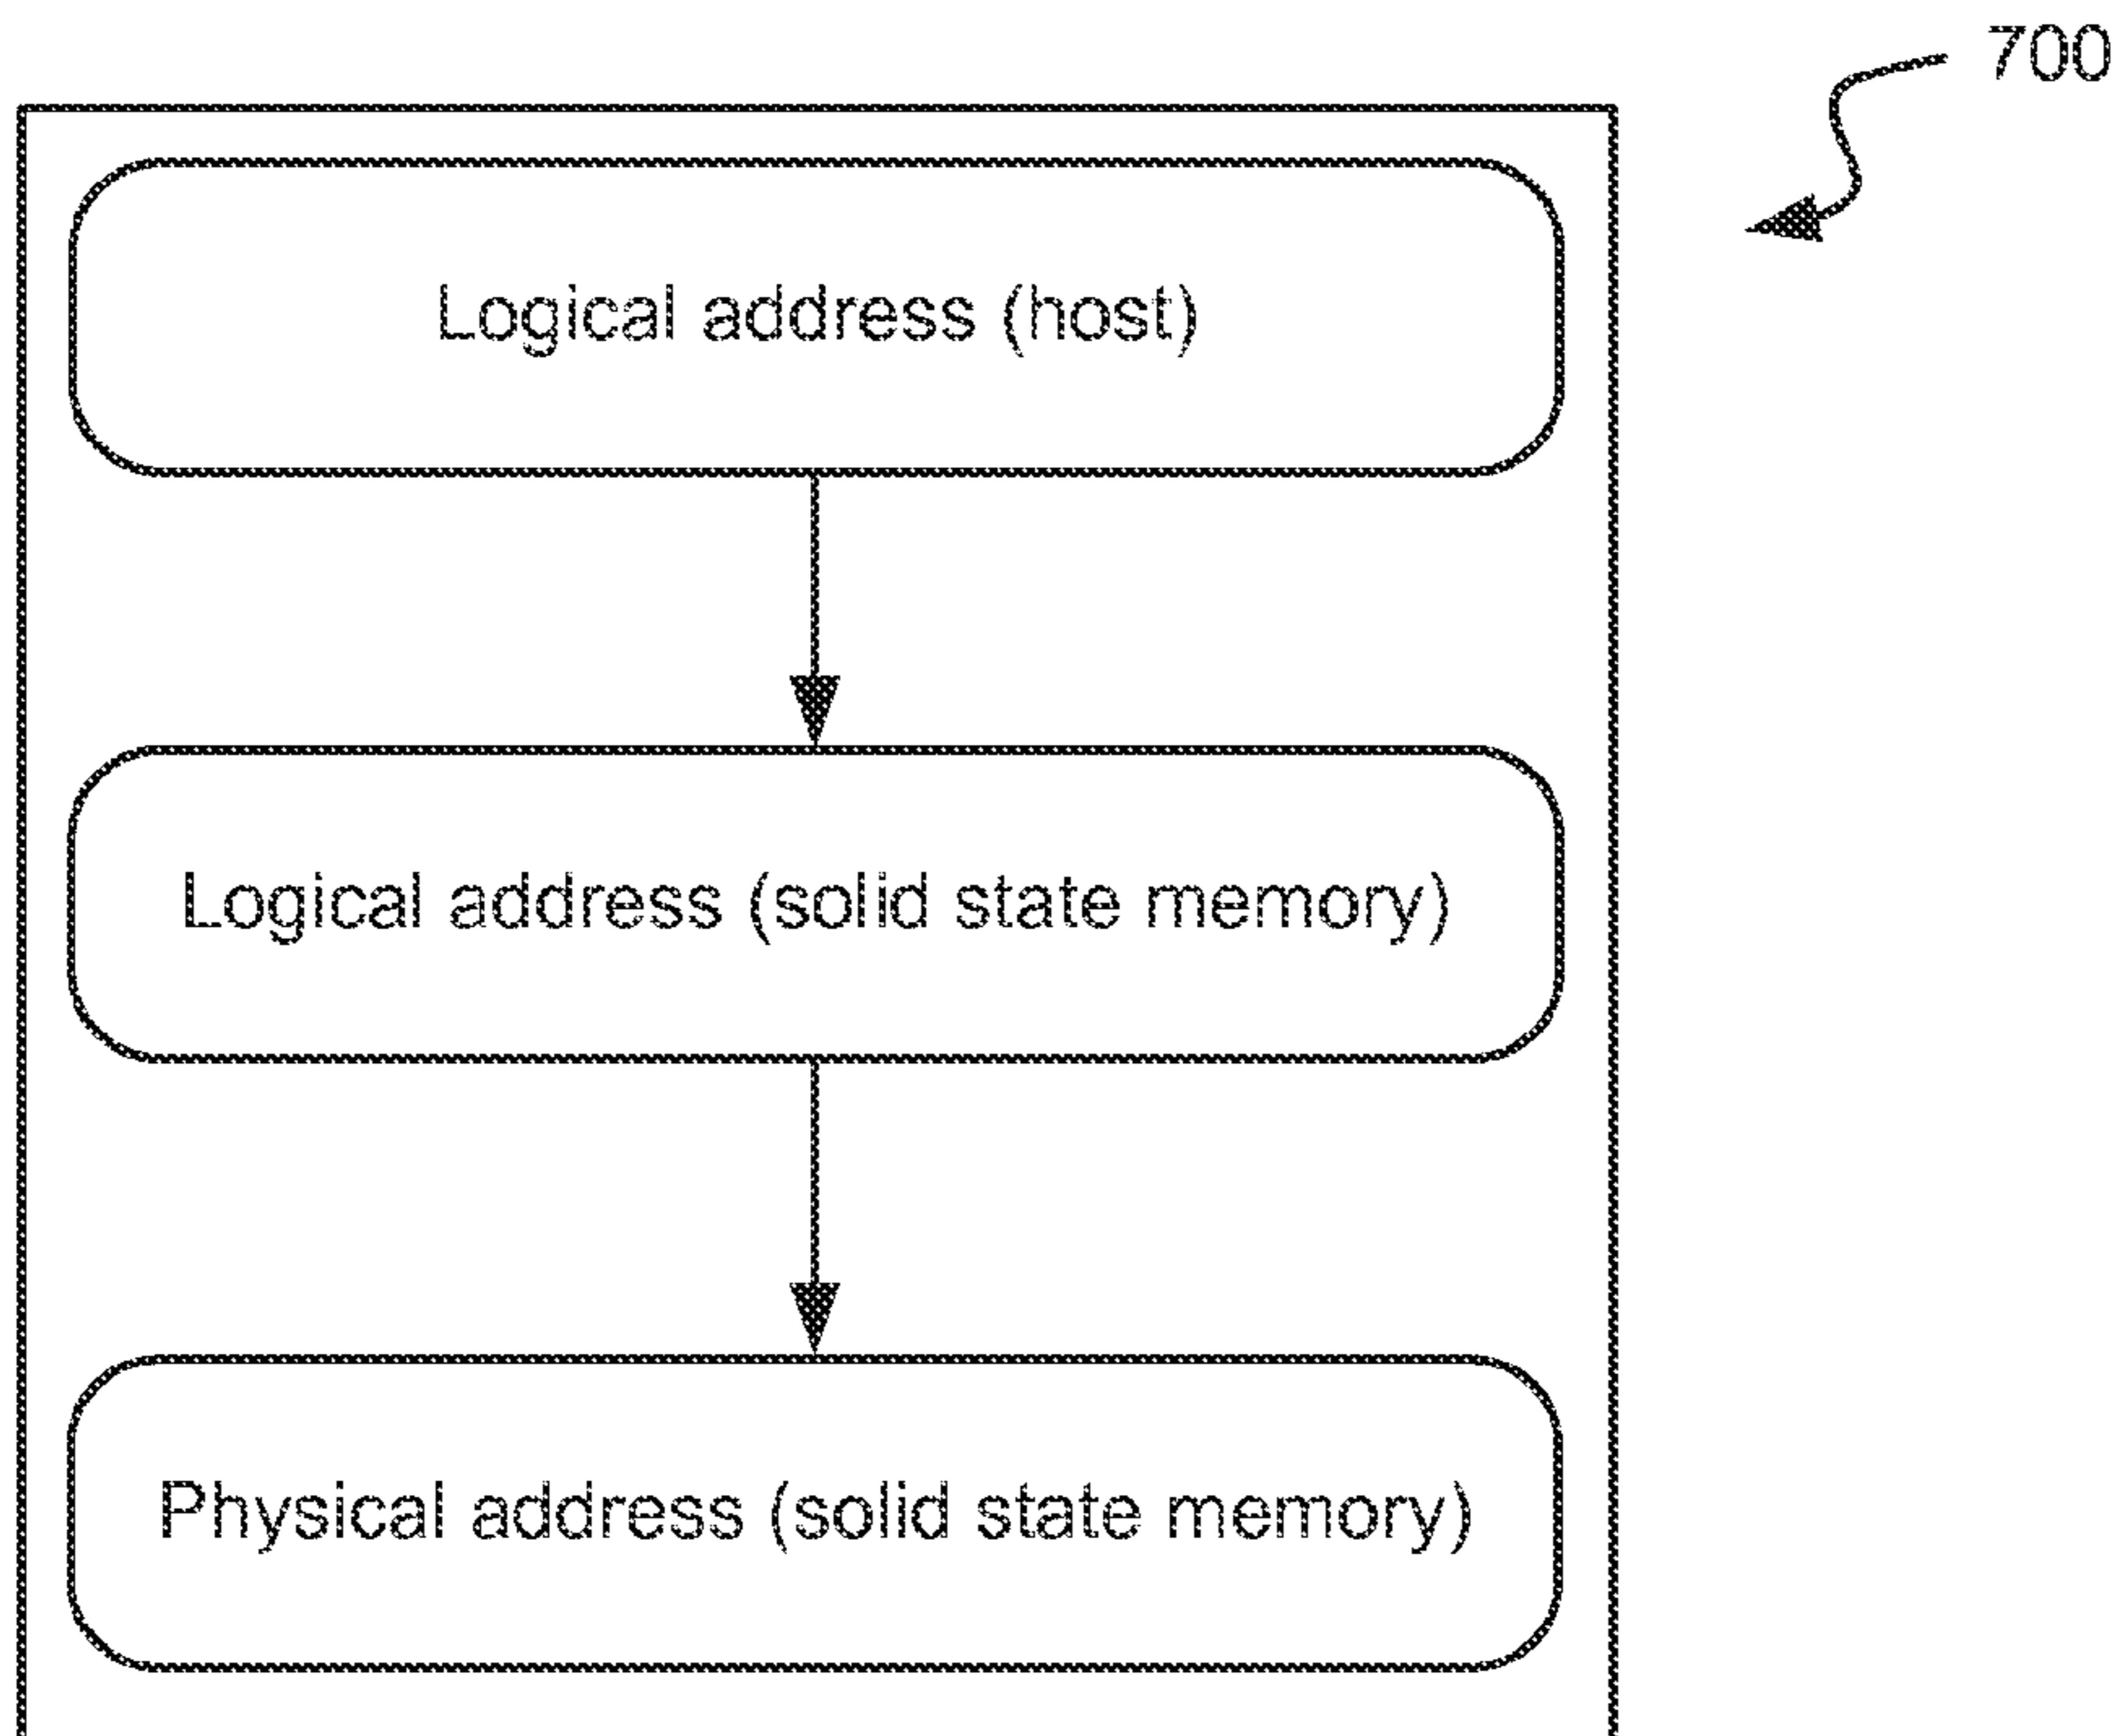 700
Logical address (host)
Logical address (solid state memory)
Physical address (solid state memory)